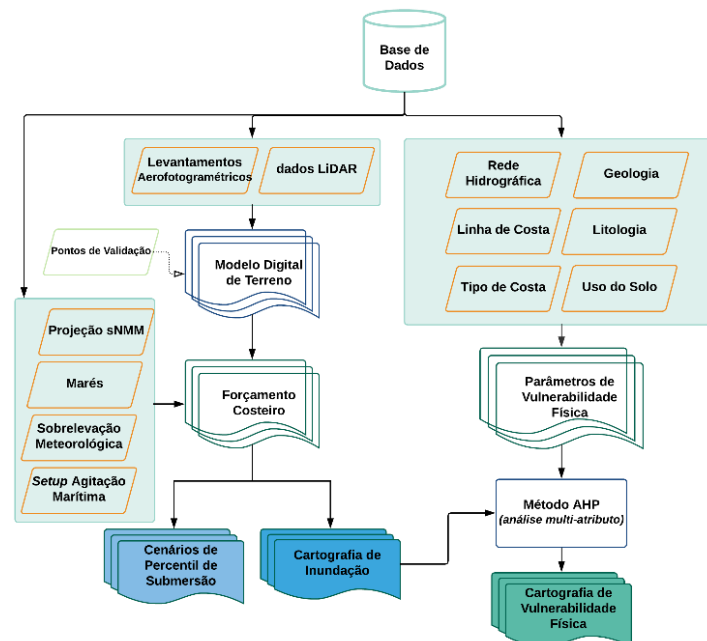 Base de
Dados
Levantamentos
Aerofotogramétricos
dados LiDAR
Rede
Hidrográfica
Geologia
Linha de Costa
Litologia
Tipo de Costa
Uso do Solo
Pontos de Validação
Modelo Digital
de Terreno
Projeção sNMM
Marés
Sobrelevação
Meteorológica
Setup Agitação
Marítima
Forçamento
Costeiro
Parâmetros de
Vulnerabilidade
Física
Método AHP
(análise multi-atributo)
Cenários de
Percentil de
Submersão
Cartografia de
Inundação
Cartografia de
Vulnerabilidade
Física